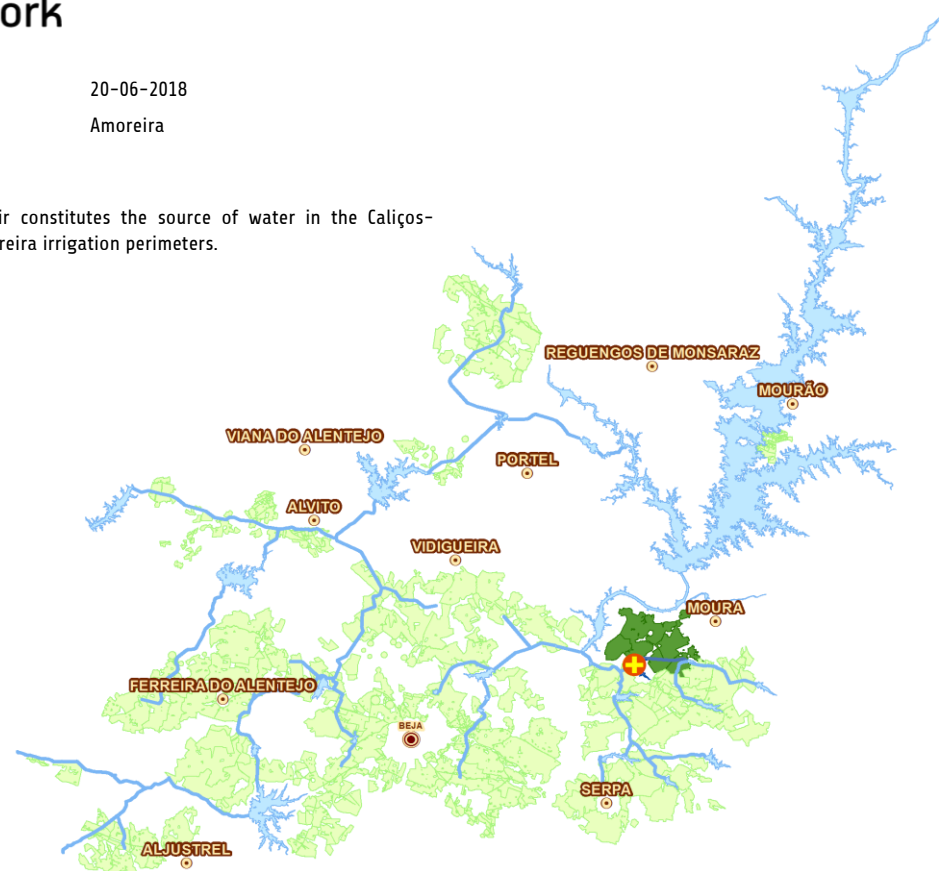 ork
20-06-2018
Amoreira
ir constitutes the source of water in the Caliços-
reira irrigation perimeters.
REGUENGOS DE MONSARAZ
MOURÃO
VIANA DO ALENTEJO
PORTEL
ALVITO
VIDIGUEIRA
MOURA
FERREIRA DO ALENTEJO
BEJA
SERPA
ALJUSTREL